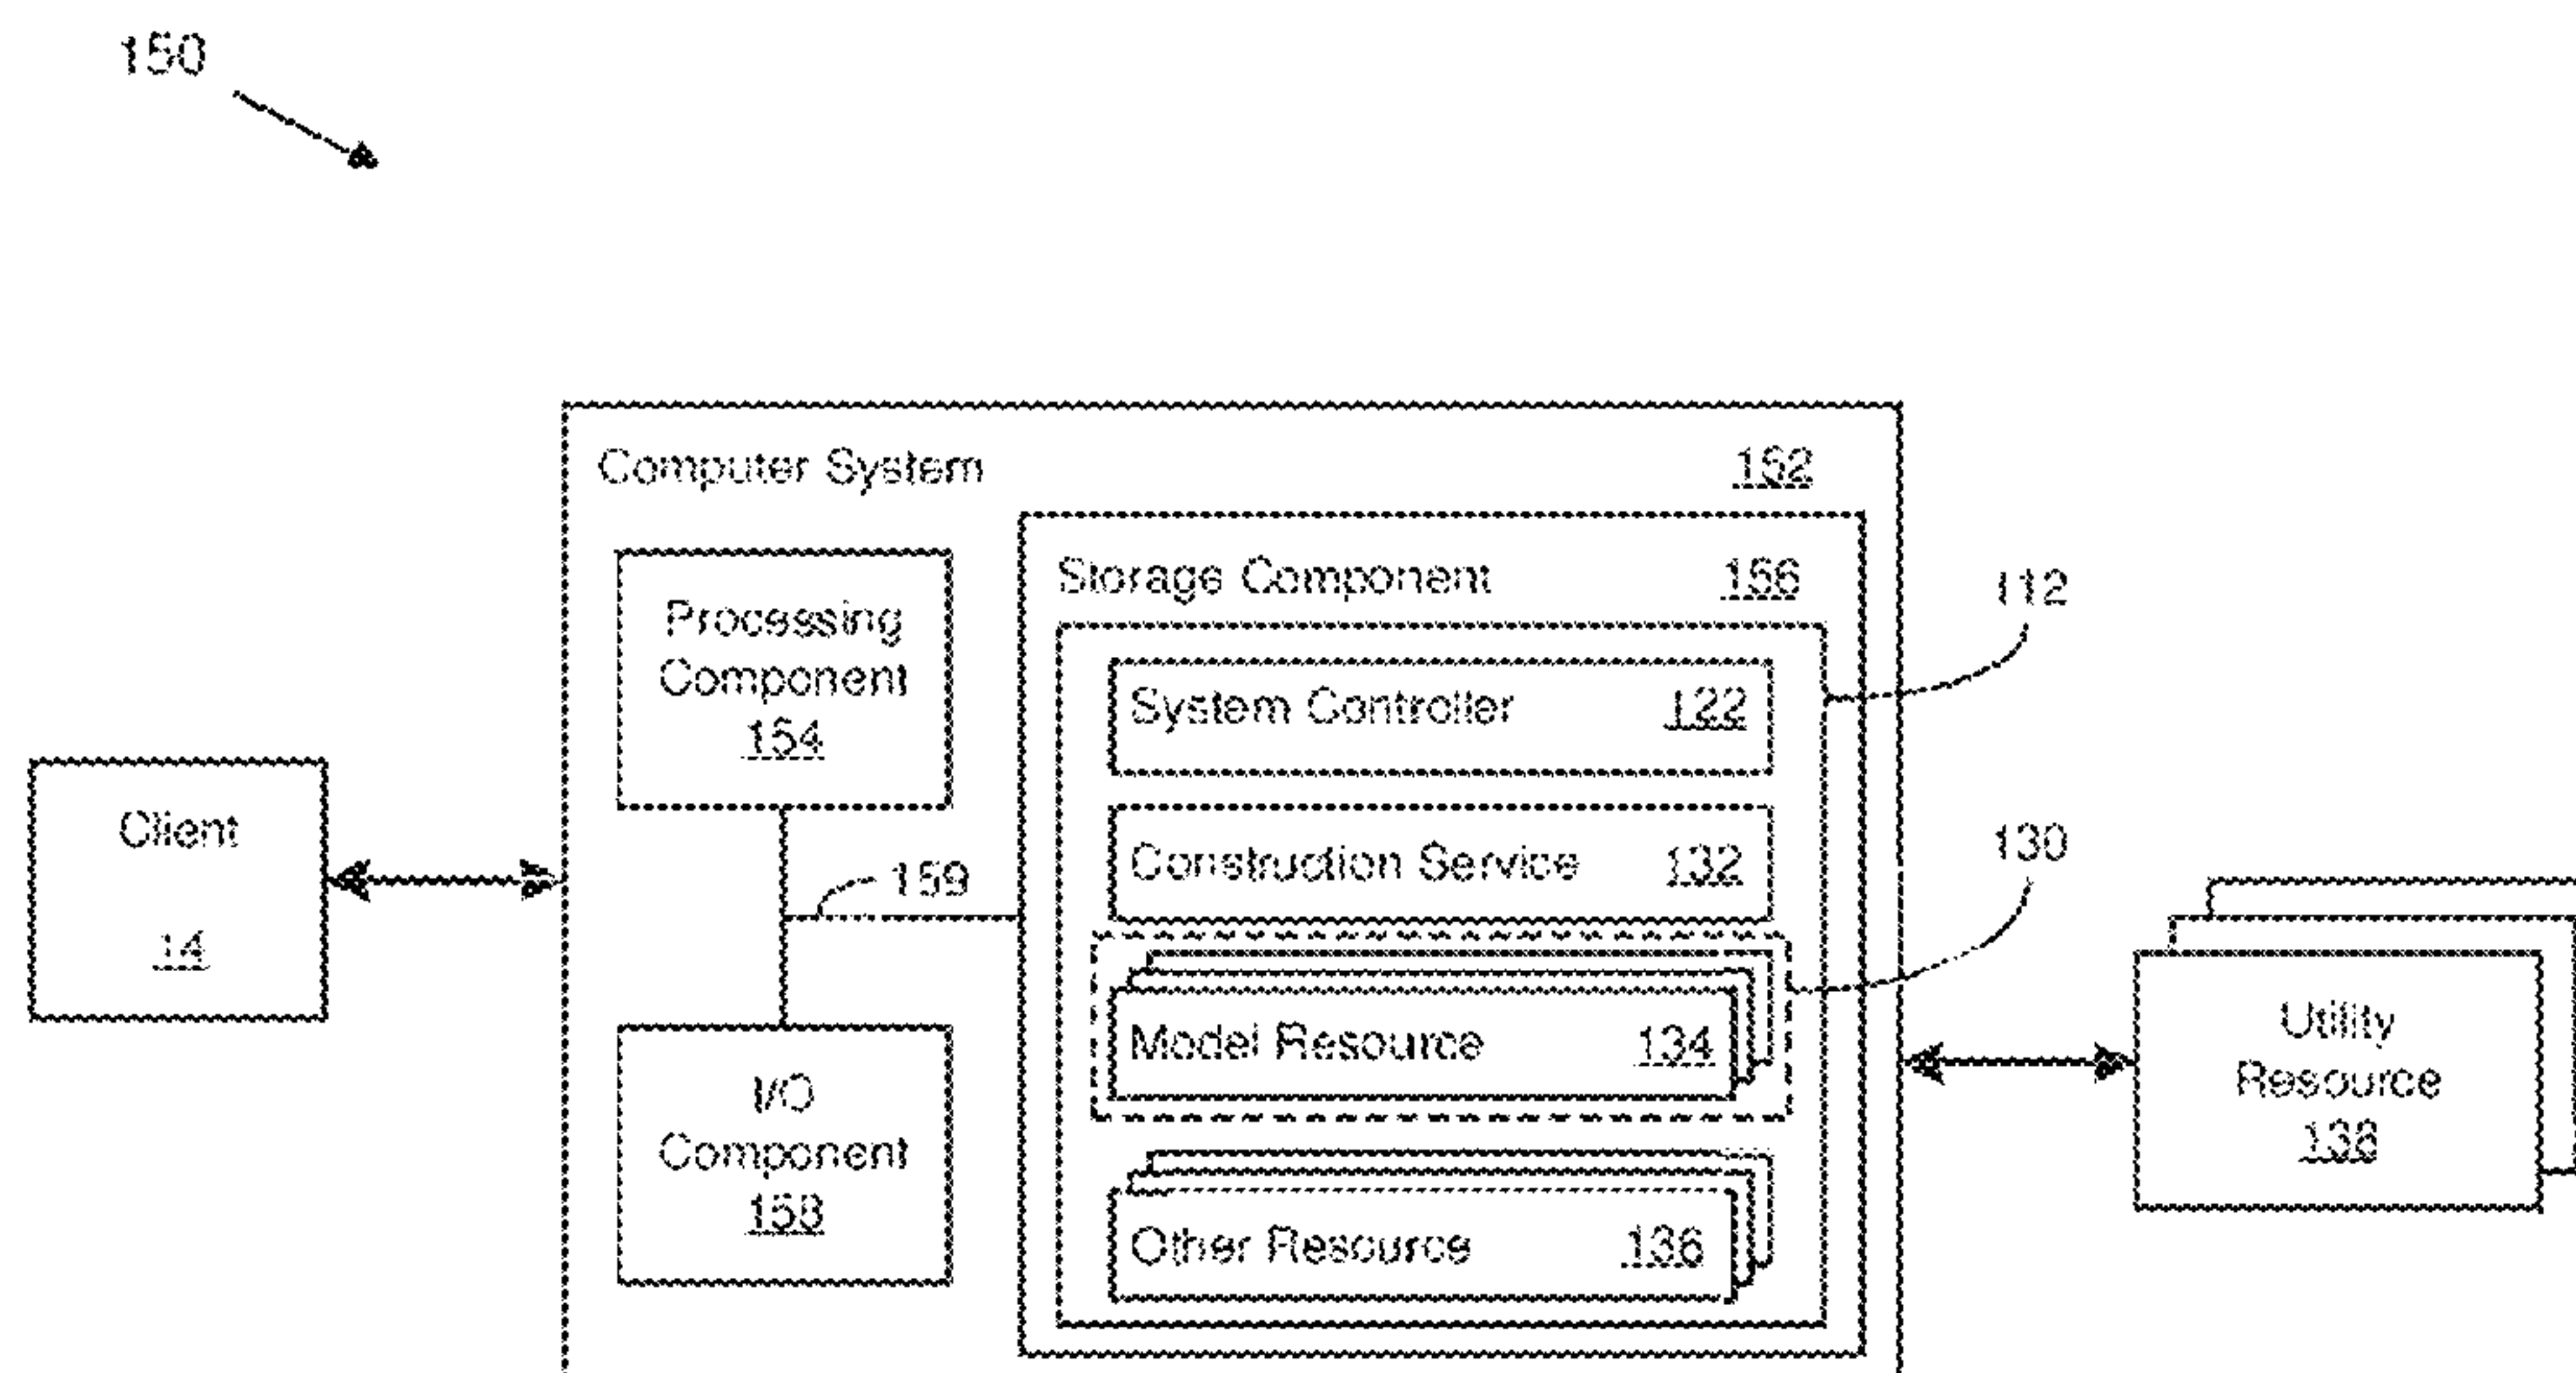 150
Computer System 152
Storage Component 156
112
Processing
Component
154
System Controller 122
Client
14
Construction Service 132
130
159
Model Resource 134
Utility
Resource
138
I/O
Component
158
Other Resource 136